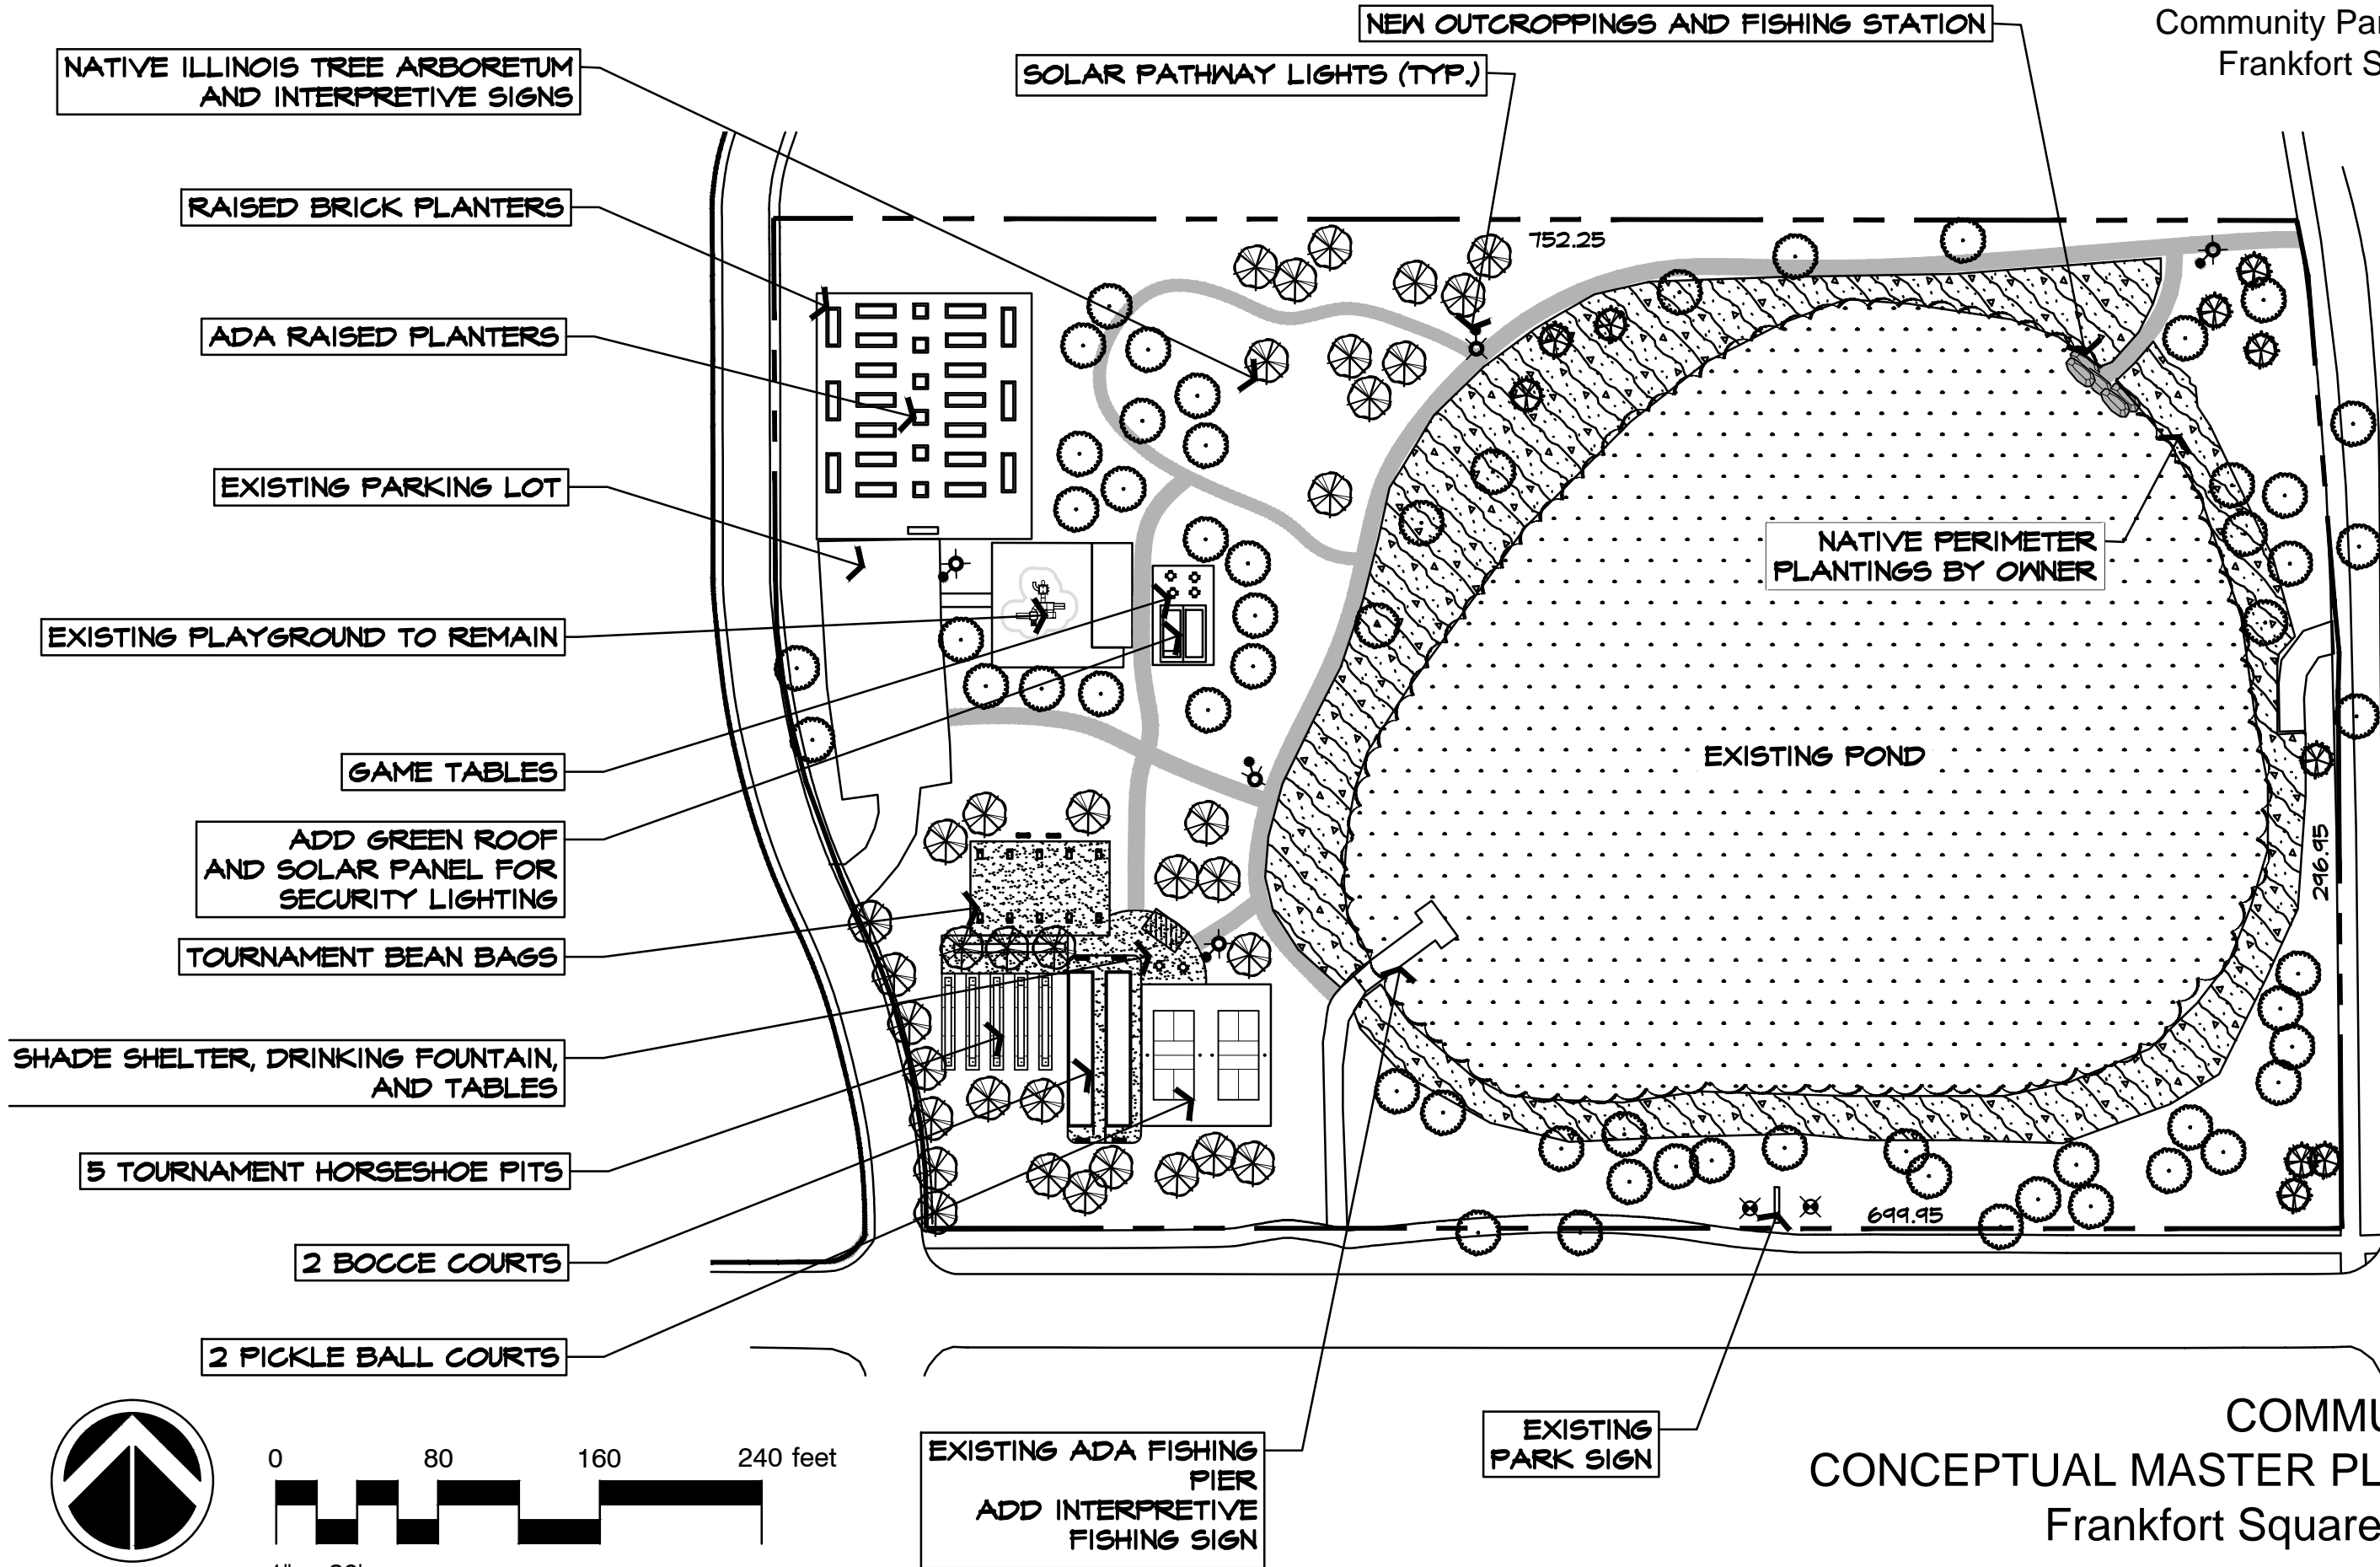 NEW OUTCROPPINGS AND FISHING STATION
Community
Frankfort
NATIVE ILLINOIS TREE ARBORETUM
AND INTERPRETIVE SIGNS
SOLAR PATHWAY LIGHTS (TYP.)
RAISED BRICK PLANTERS
752.25
ADA RAISED PLANTERS
EXISTING PARKING LOT
NATIVE PERIMETER
PLANTINGS BY OWNER
EXISTING PLAYGROUND TO REMAIN
EXISTING POND
GAME TABLES
ADD GREEN ROOF
AND SOLAR PANEL FOR
SECURITY LIGHTING
296.95
TOURNAMENT BEAN BAGS
SHADE SHELTER, DRINKING FOUNTAIN,
AND TABLES
5 TOURNAMENT HORSESHOE PITS
699.95
2 BOCCE COURTS
2 PICKLE BALL COURTS
EXISTING ADA FISHING
PIER
ADD INTERPRETIVE
FISHING SIGN
EXISTING
PARK SIGN
0 80 160 240 feet
CONCEPTUAL MASTER
Frankfort Square